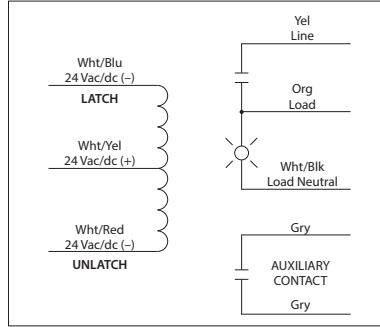 Wht/Blu
24 Vac/dc (–)
LATCH
Wht/Yel
24 Vac/dc (+)
Wht/Red
24 Vac/dc (–)
UNLATCH
Yel
Line
Org
Load
Wht/Blk
Load Neutral
Gry
AUXILIARY
CONTACT
Gry